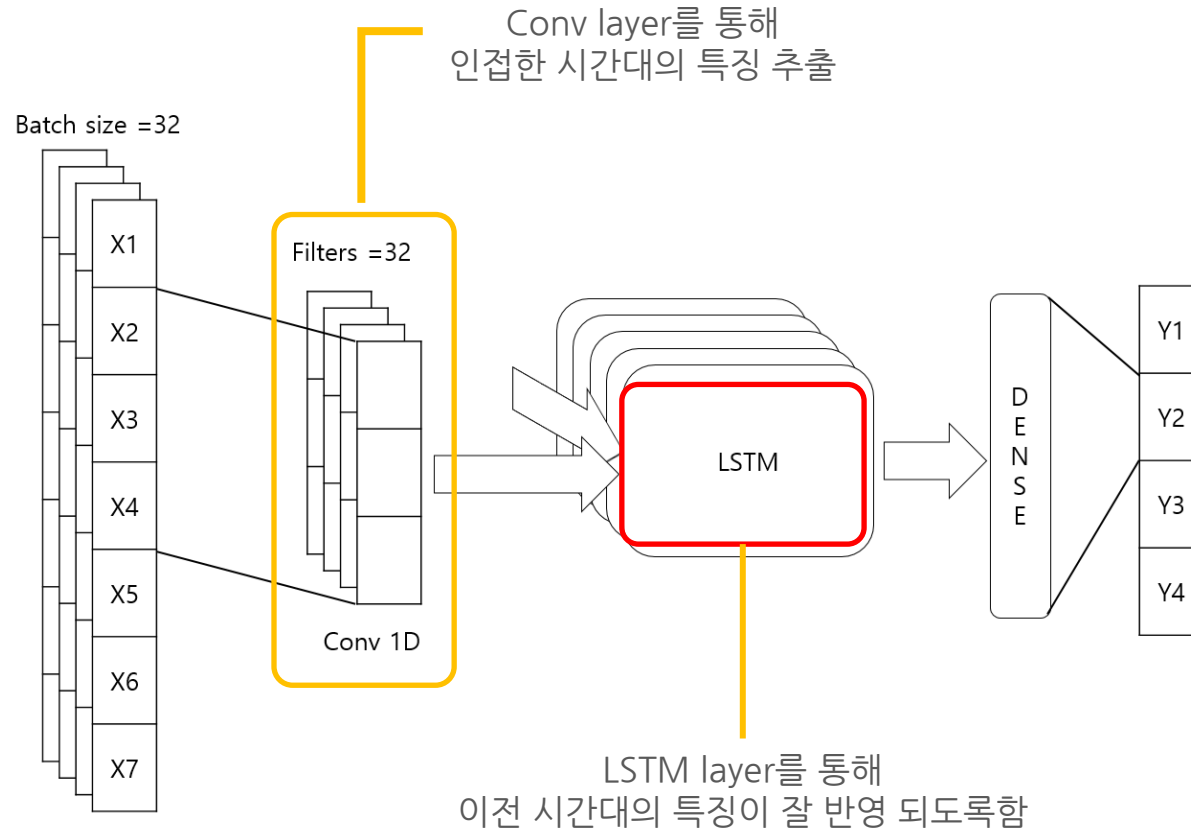 Conv layer를 통해
인접한 시간대의 특징 추출
Batch size =32
X1
X2
X3
X4
X5
X6
X7
Filters =32
Conv 1D
LSTM
D
E
N
S
E
Y1
Y2
Y3
Y4
LSTM layer를 통해
이전 시간대의 특징이 잘 반영 되도록함